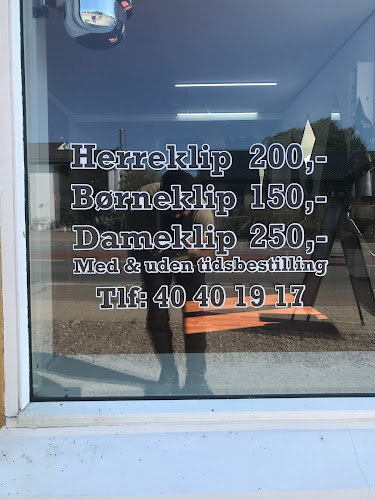 Herreklip 200,-
Børneklip 150,-
Dameklip 250,-
Med & uden tidsbestilling
Tlf: 40 40 19 17